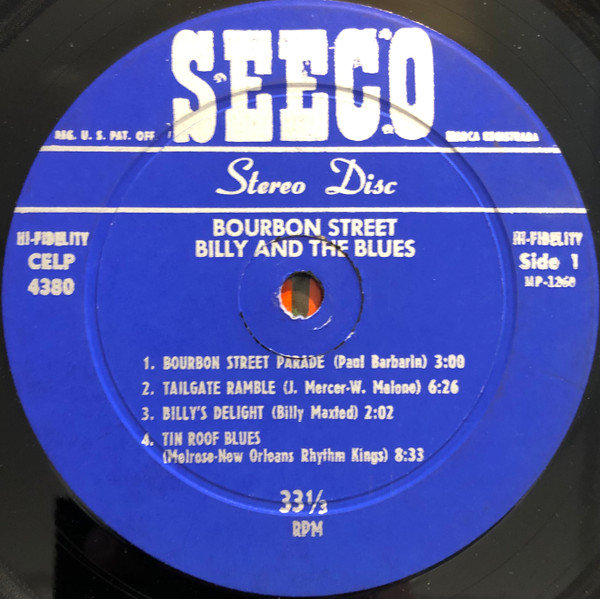 SEECO
REG. U. S. PAT. OFF.
MARCA REGISTRADA
Stereo Disc
BOURBON STREET
BILLY AND THE BLUES
HI-FIDELITY
CELP
4380
HI-FIDELITY
Side 1
MP-1260
1. BOURBON STREET PARADE (Paul Barbarin) 3:00
2. TAILGATE RAMBLE (J. Mercer-W. Malone) 6:26
3. BILLY'S DELIGHT (Billy Maxted) 2:02
4. TIN ROOF BLUES
(Melrose-New Orleans Rhythm Kings) 8:33
33⅓
RPM